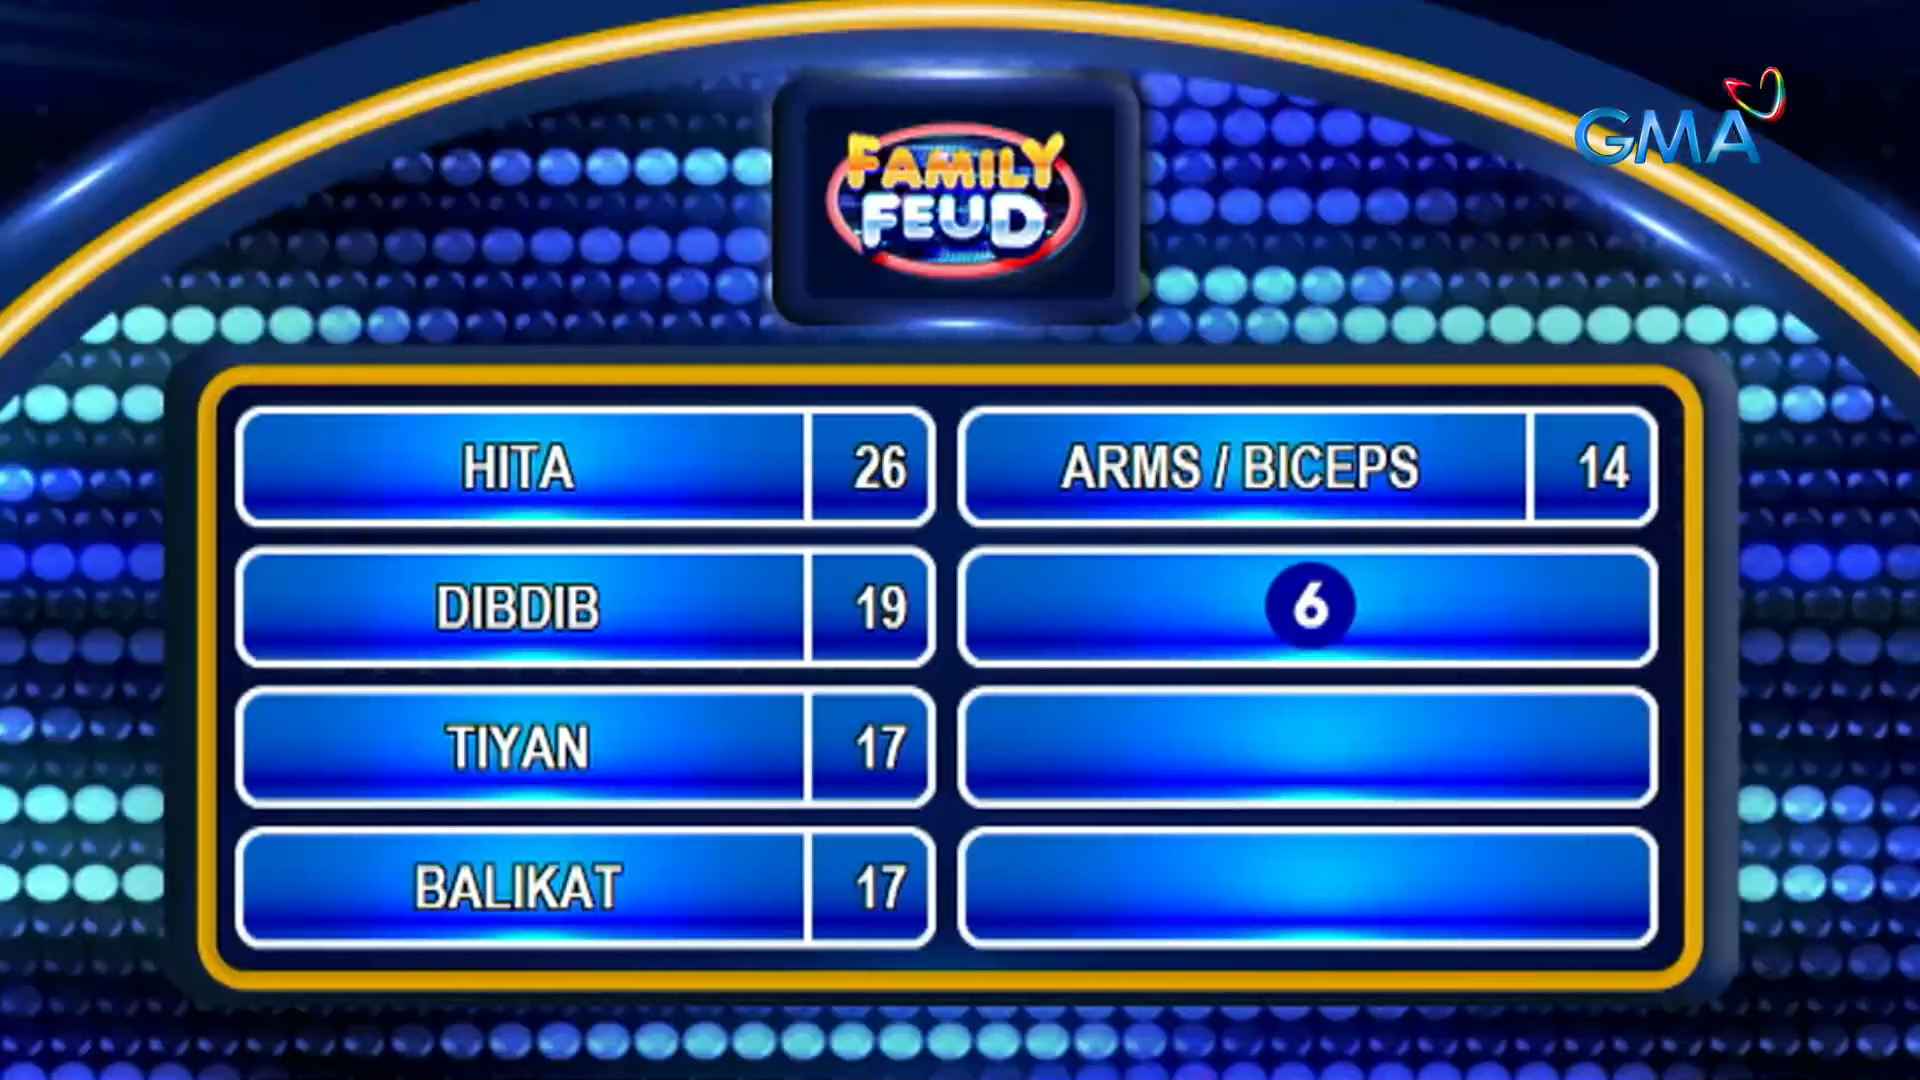 FAMILY
FEUD
GMA
HITA 26
DIBDIB 19
TIYAN 17
BALIKAT 17
ARMS / BICEPS 14
6